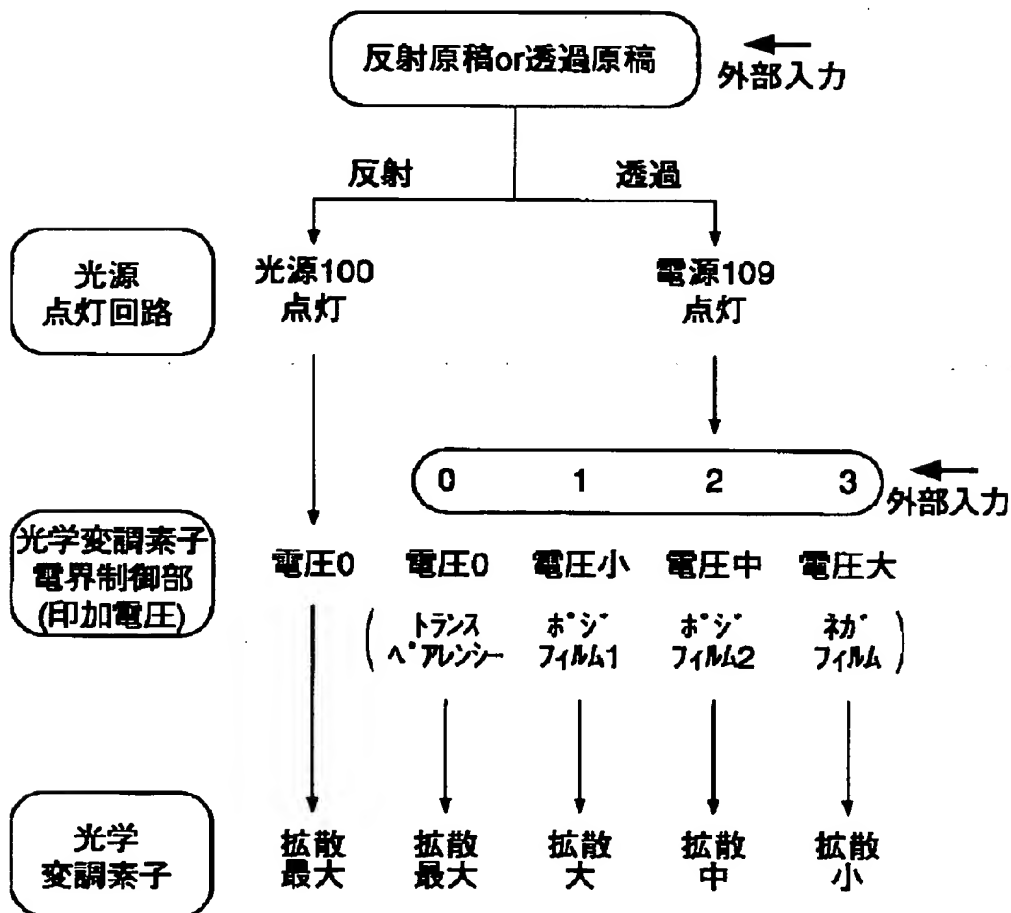 反射原稿or透過原稿
外部入力
反射
透過
光源
点灯回路
光源100
点灯
電源109
点灯
0 1 2 3
外部入力
光学変調素子
電界制御部
(印加電圧)
電圧0 電圧0 電圧小 電圧中 電圧大
(トランス
ペアレンシー
ポジ
フィルム1
ポジ
フィルム2
ネガ
フィルム)
光学
変調素子
拡散
最大
拡散
最大
拡散
大
拡散
中
拡散
小